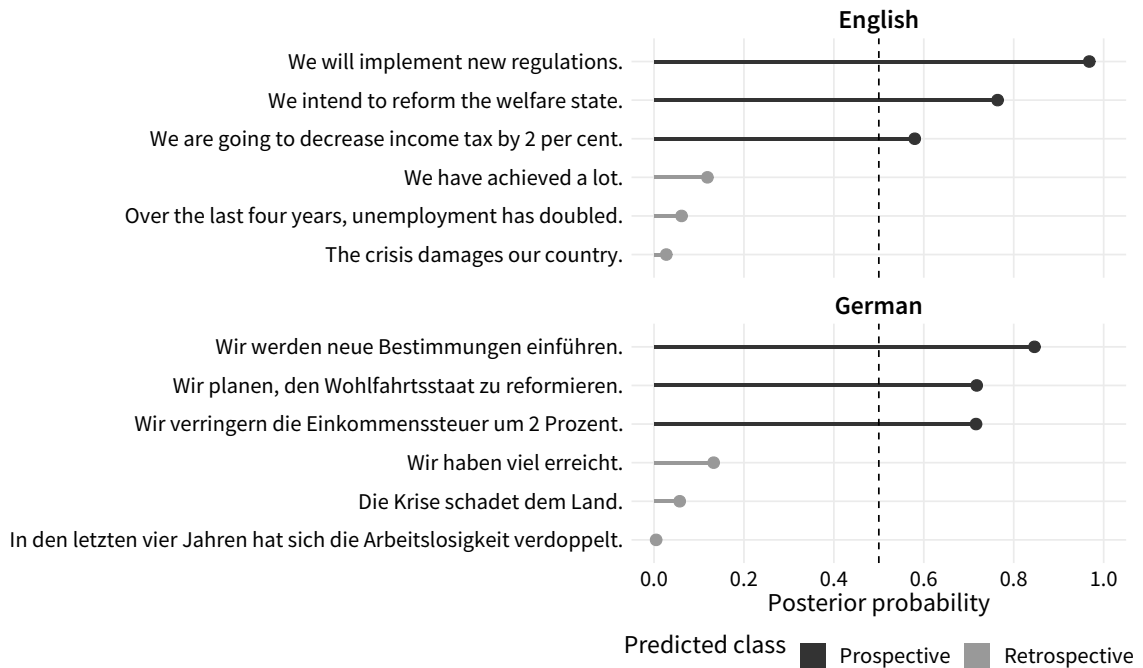 English
We will implement new regulations.
We intend to reform the welfare state.
We are going to decrease income tax by 2 per cent.
We have achieved a lot.
Over the last four years, unemployment has doubled.
The crisis damages our country.
German
Wir werden neue Bestimmungen einführen.
Wir planen, den Wohlfahrtsstaat zu reformieren.
Wir verringern die Einkommenssteuer um 2 Prozent.
Wir haben viel erreicht.
Die Krise schadet dem Land.
In den letzten vier Jahren hat sich die Arbeitslosigkeit verdoppelt.
0.0 0.2 0.4 0.6 0.8 1.0
Posterior probability
Predicted class Prospective Retrospective